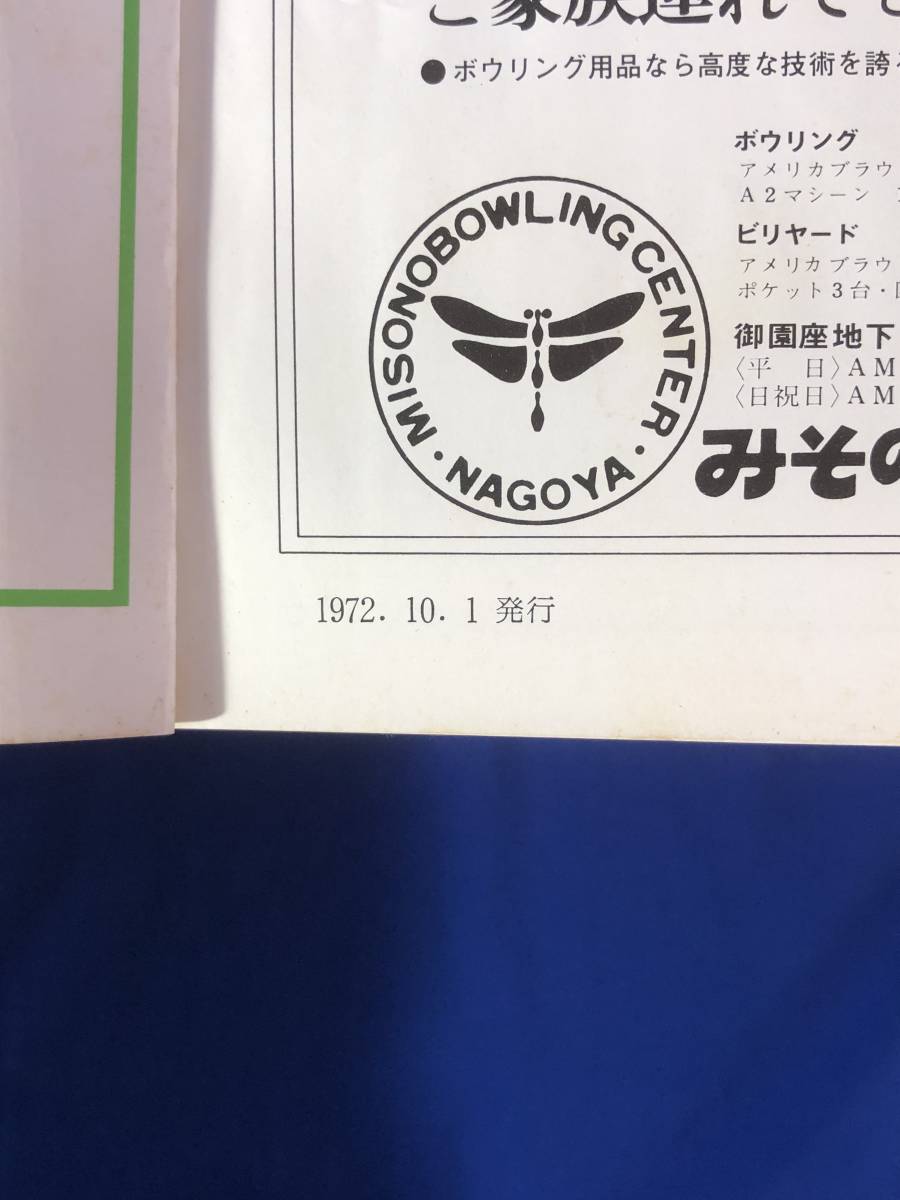 ご家族連れで
●ボウリング用品なら高度な技術を誇
ボウリング
アメリカブラウ
A2マシーン
ビリヤード
アメリカブラウ
ポケット3台・
御園座地下
〈平　日〉AM
〈日祝日〉AM
MISONOBOWLING CENTER・NAGOYA・
みその
1972. 10. 1 発行